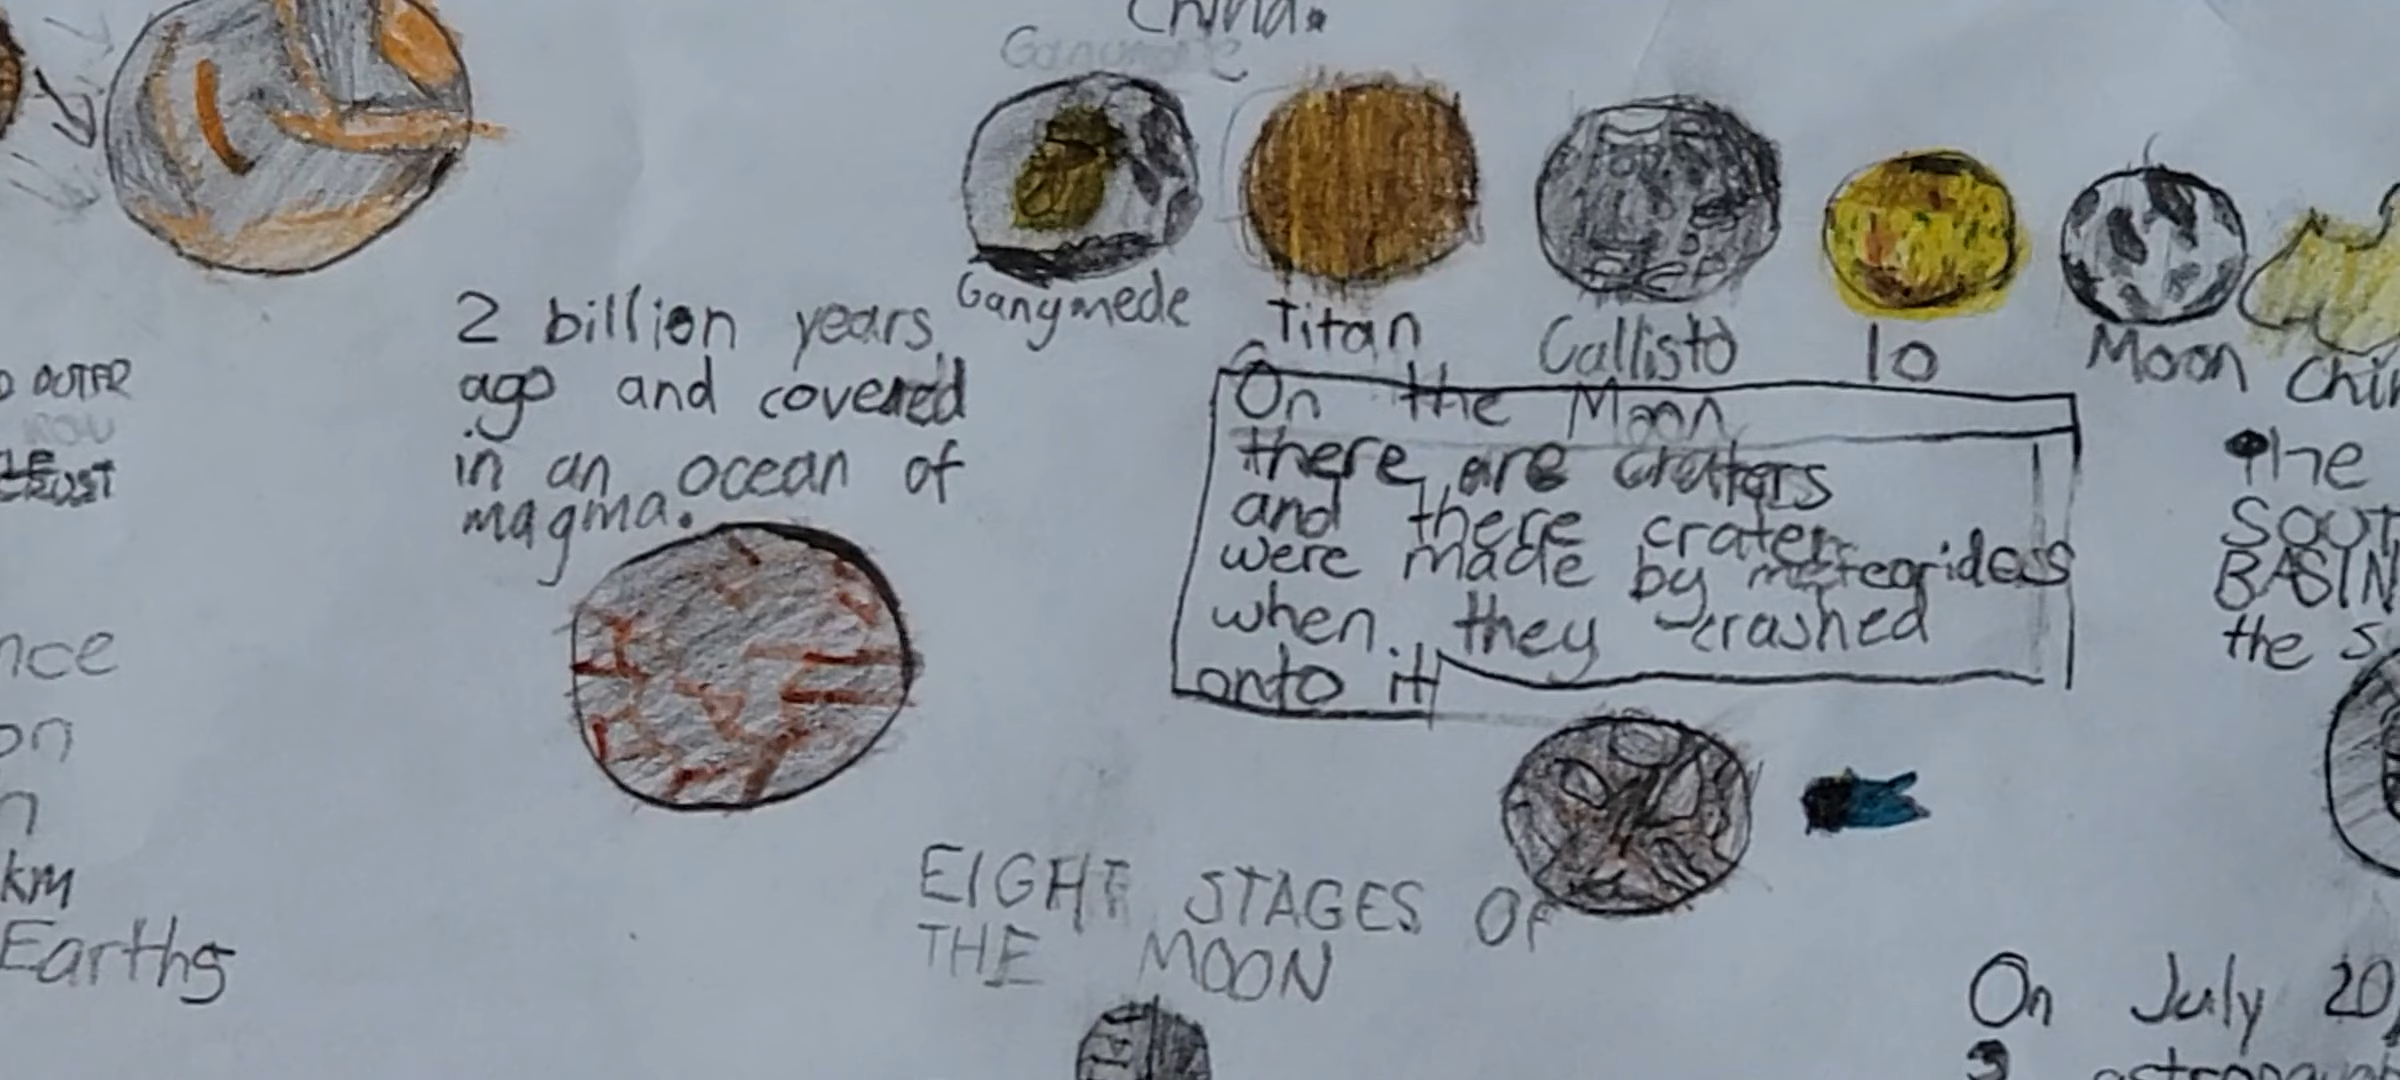 China.
Ganymede
Ganymede
Titan
Callisto
Io
Moon
2 billion years
ago and covered
in an ocean of
magma.
OUTER
CRUST
On the Moon
there are craters
and there crater
were made by
when they crashed
onto it
The
SOUT
BASIN
the S
nce
on
n
km
Earths
EIGHT STAGES OF
THE MOON
On July 20,
3